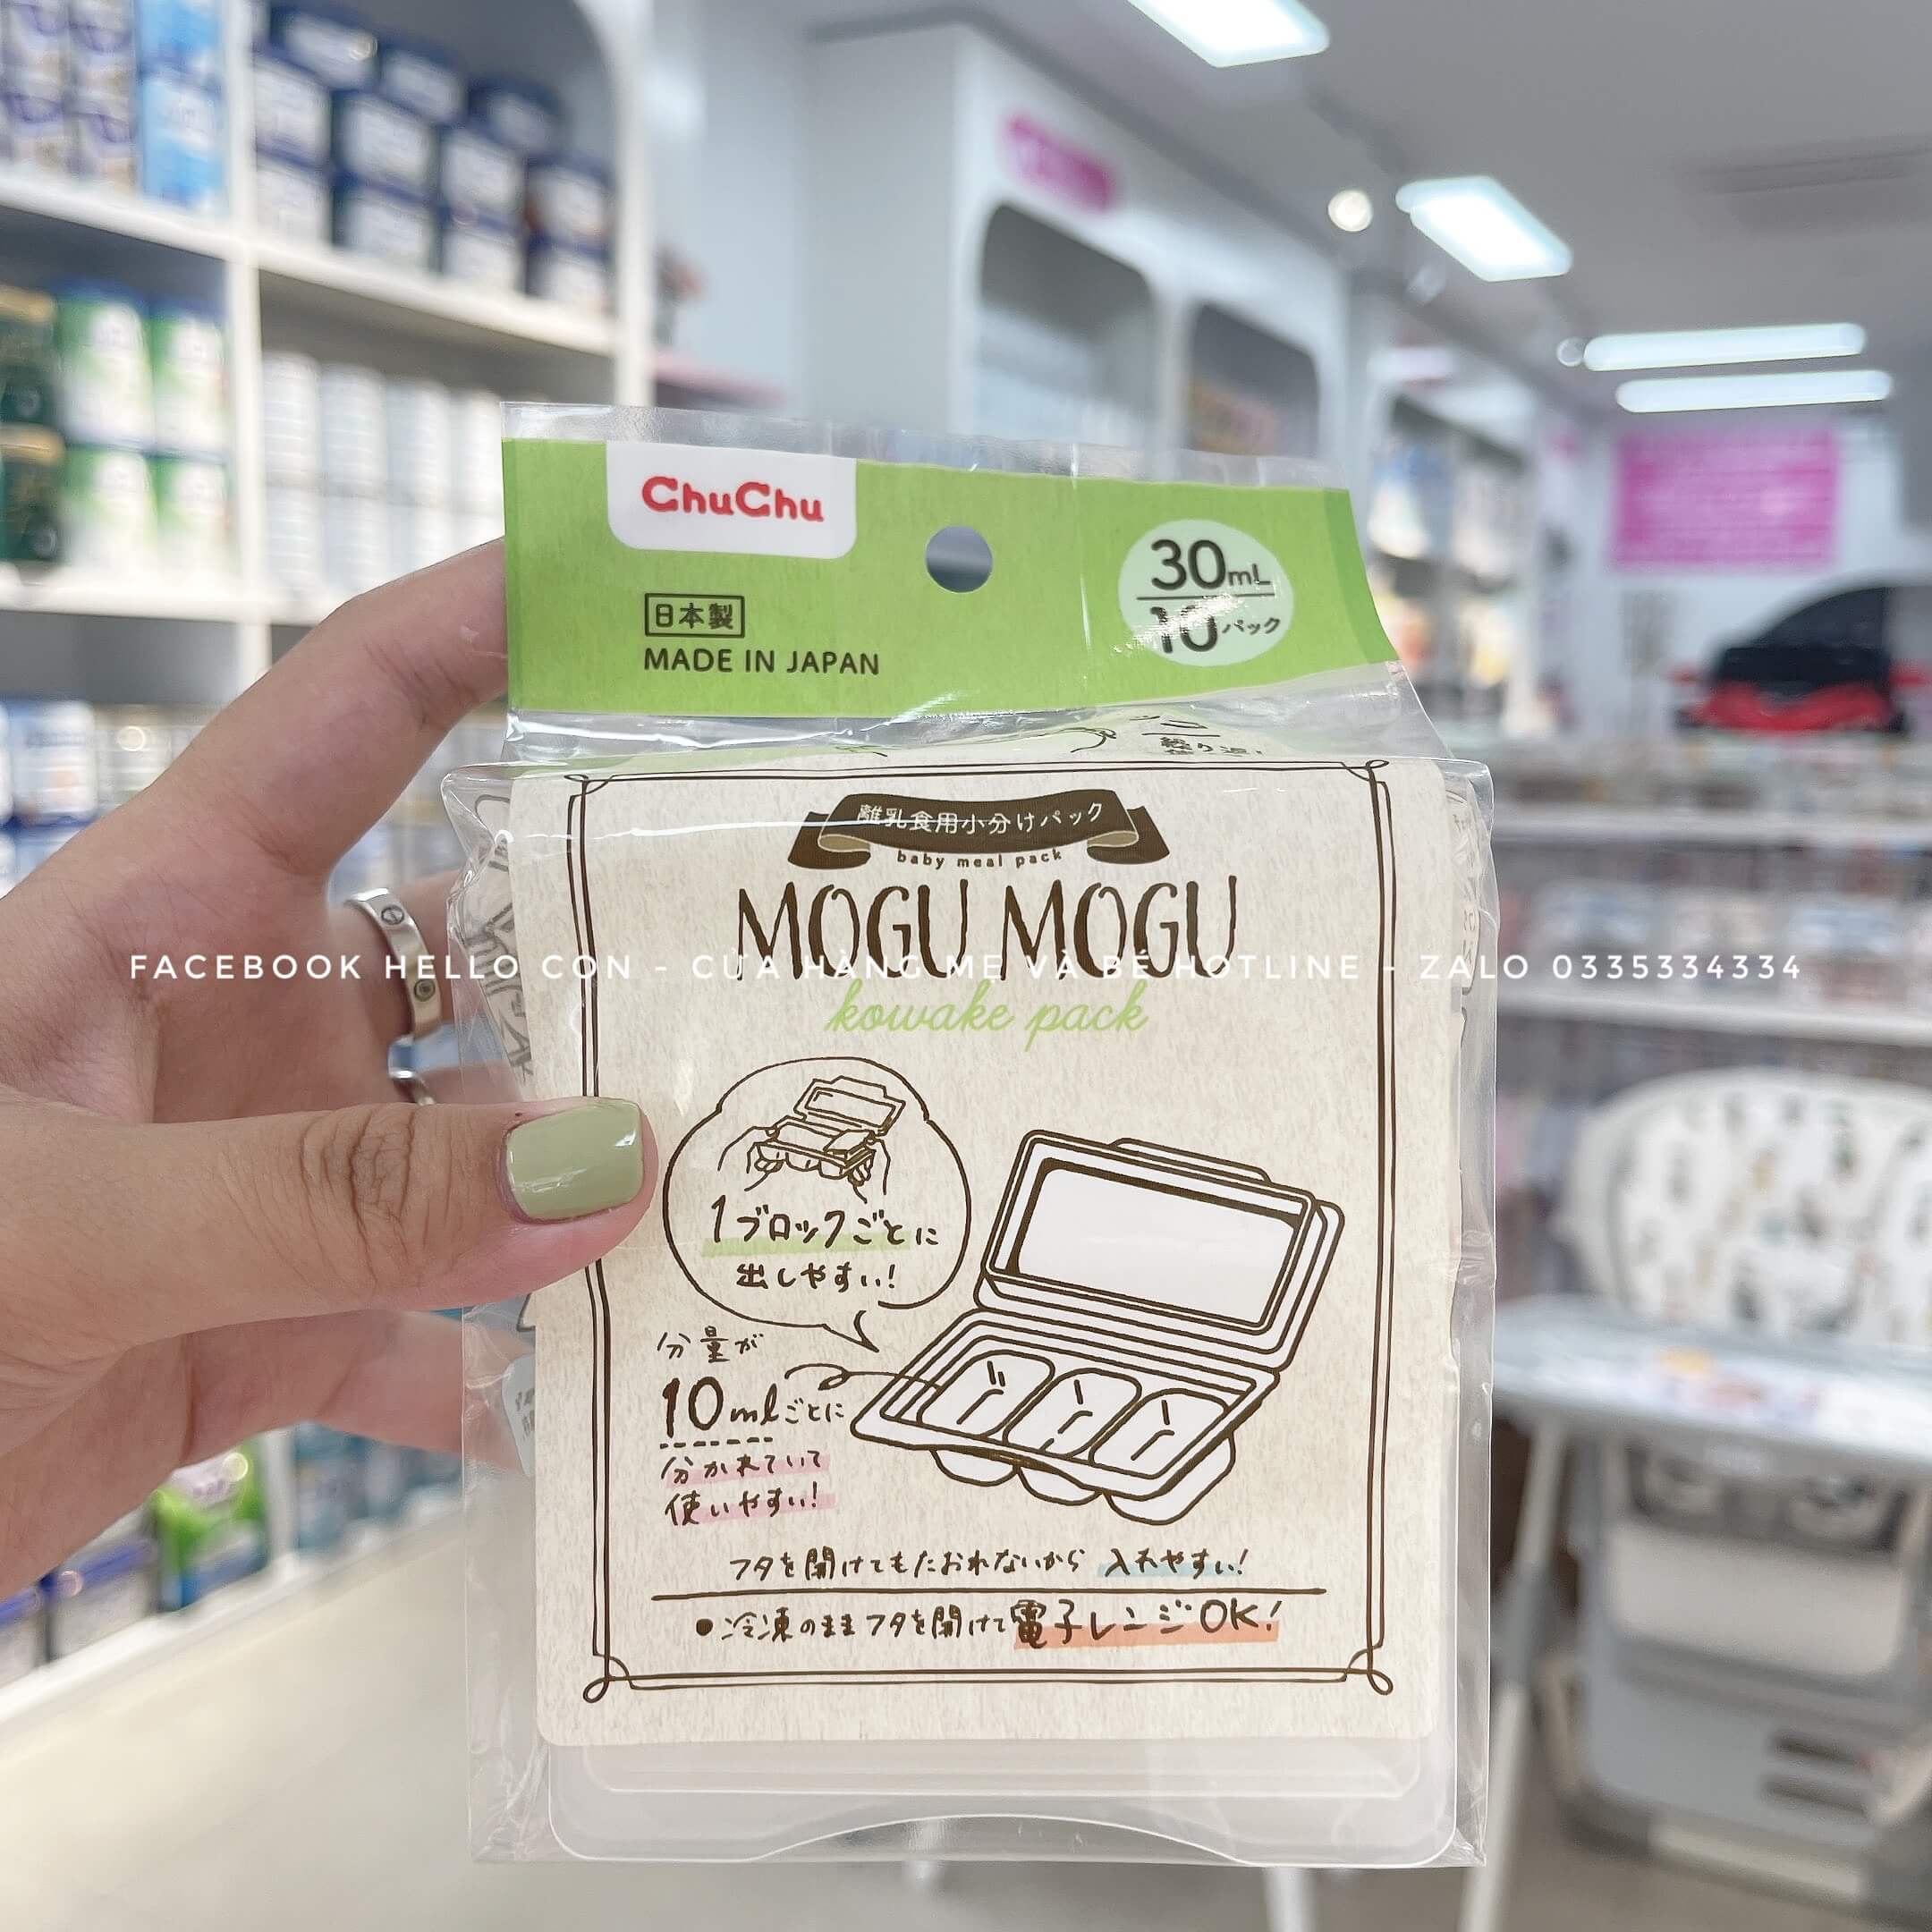 ChuChu
日本製
MADE IN JAPAN
30mL
10パック
繰り返し
離乳食用小分けパック
baby meal pack
MOGU MOGU
FACEBOOK HELLO CON - CỬA HÀNG MẸ VÀ BÉ HOTLINE - ZALO 0335334334
kowake pack
1ブロックごとに
出しやすい!
分量が
10mlごとに
分かれていて
使いやすい!
フタを開けてもたおれないから 入れやすい!
●冷凍のままフタを開けて電子レンジOK!